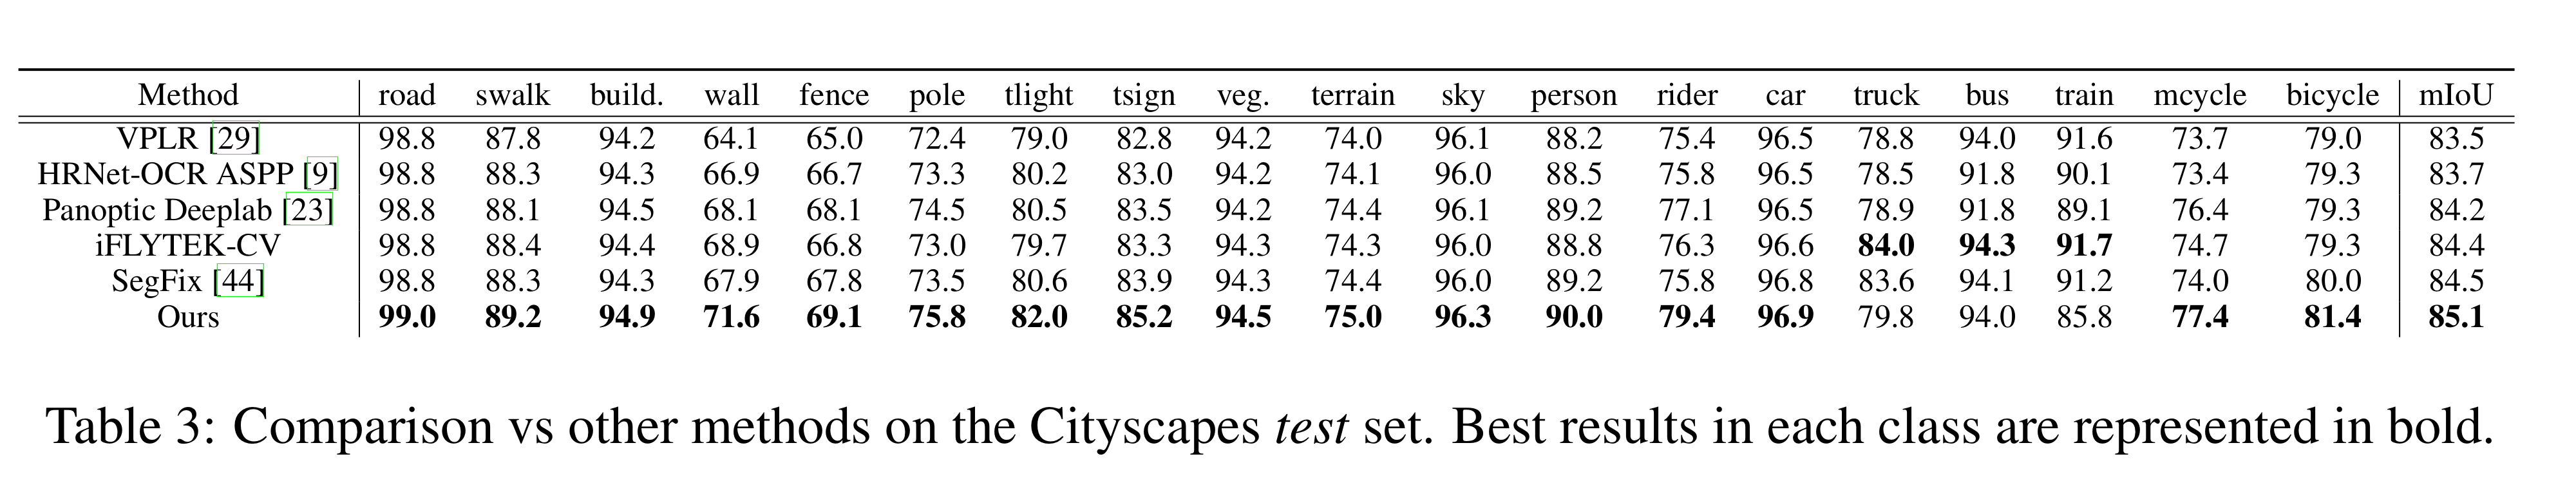 Method road swalk build. wall fence pole tlight tsign veg. terrain sky person rider car truck bus train mcycle bicycle mIoU
VPLR [29] 98.8 87.8 94.2 64.1 65.0 72.4 79.0 82.8 94.2 74.0 96.1 88.2 75.4 96.5 78.8 94.0 91.6 73.7 79.0 83.5
HRNet-OCR ASPP [9] 98.8 88.3 94.3 66.9 66.7 73.3 80.2 83.0 94.2 74.1 96.0 88.5 75.8 96.5 78.5 91.8 90.1 73.4 79.3 83.7
Panoptic Deeplab [23] 98.8 88.1 94.5 68.1 68.1 74.5 80.5 83.5 94.2 74.4 96.1 89.2 77.1 96.5 78.9 91.8 89.1 76.4 79.3 84.2
iFLYTEK-CV 98.8 88.4 94.4 68.9 66.8 73.0 79.7 83.3 94.3 74.3 96.0 88.8 76.3 96.6 84.0 94.3 91.7 74.7 79.3 84.4
SegFix [44] 98.8 88.3 94.3 67.9 67.8 73.5 80.6 83.9 94.3 74.4 96.0 89.2 75.8 96.8 83.6 94.1 91.2 74.0 80.0 84.5
Ours 99.0 89.2 94.9 71.6 69.1 75.8 82.0 85.2 94.5 75.0 96.3 90.0 79.4 96.9 79.8 94.0 85.8 77.4 81.4 85.1
Table 3: Comparison vs other methods on the Cityscapes test set. Best results in each class are represented in bold.